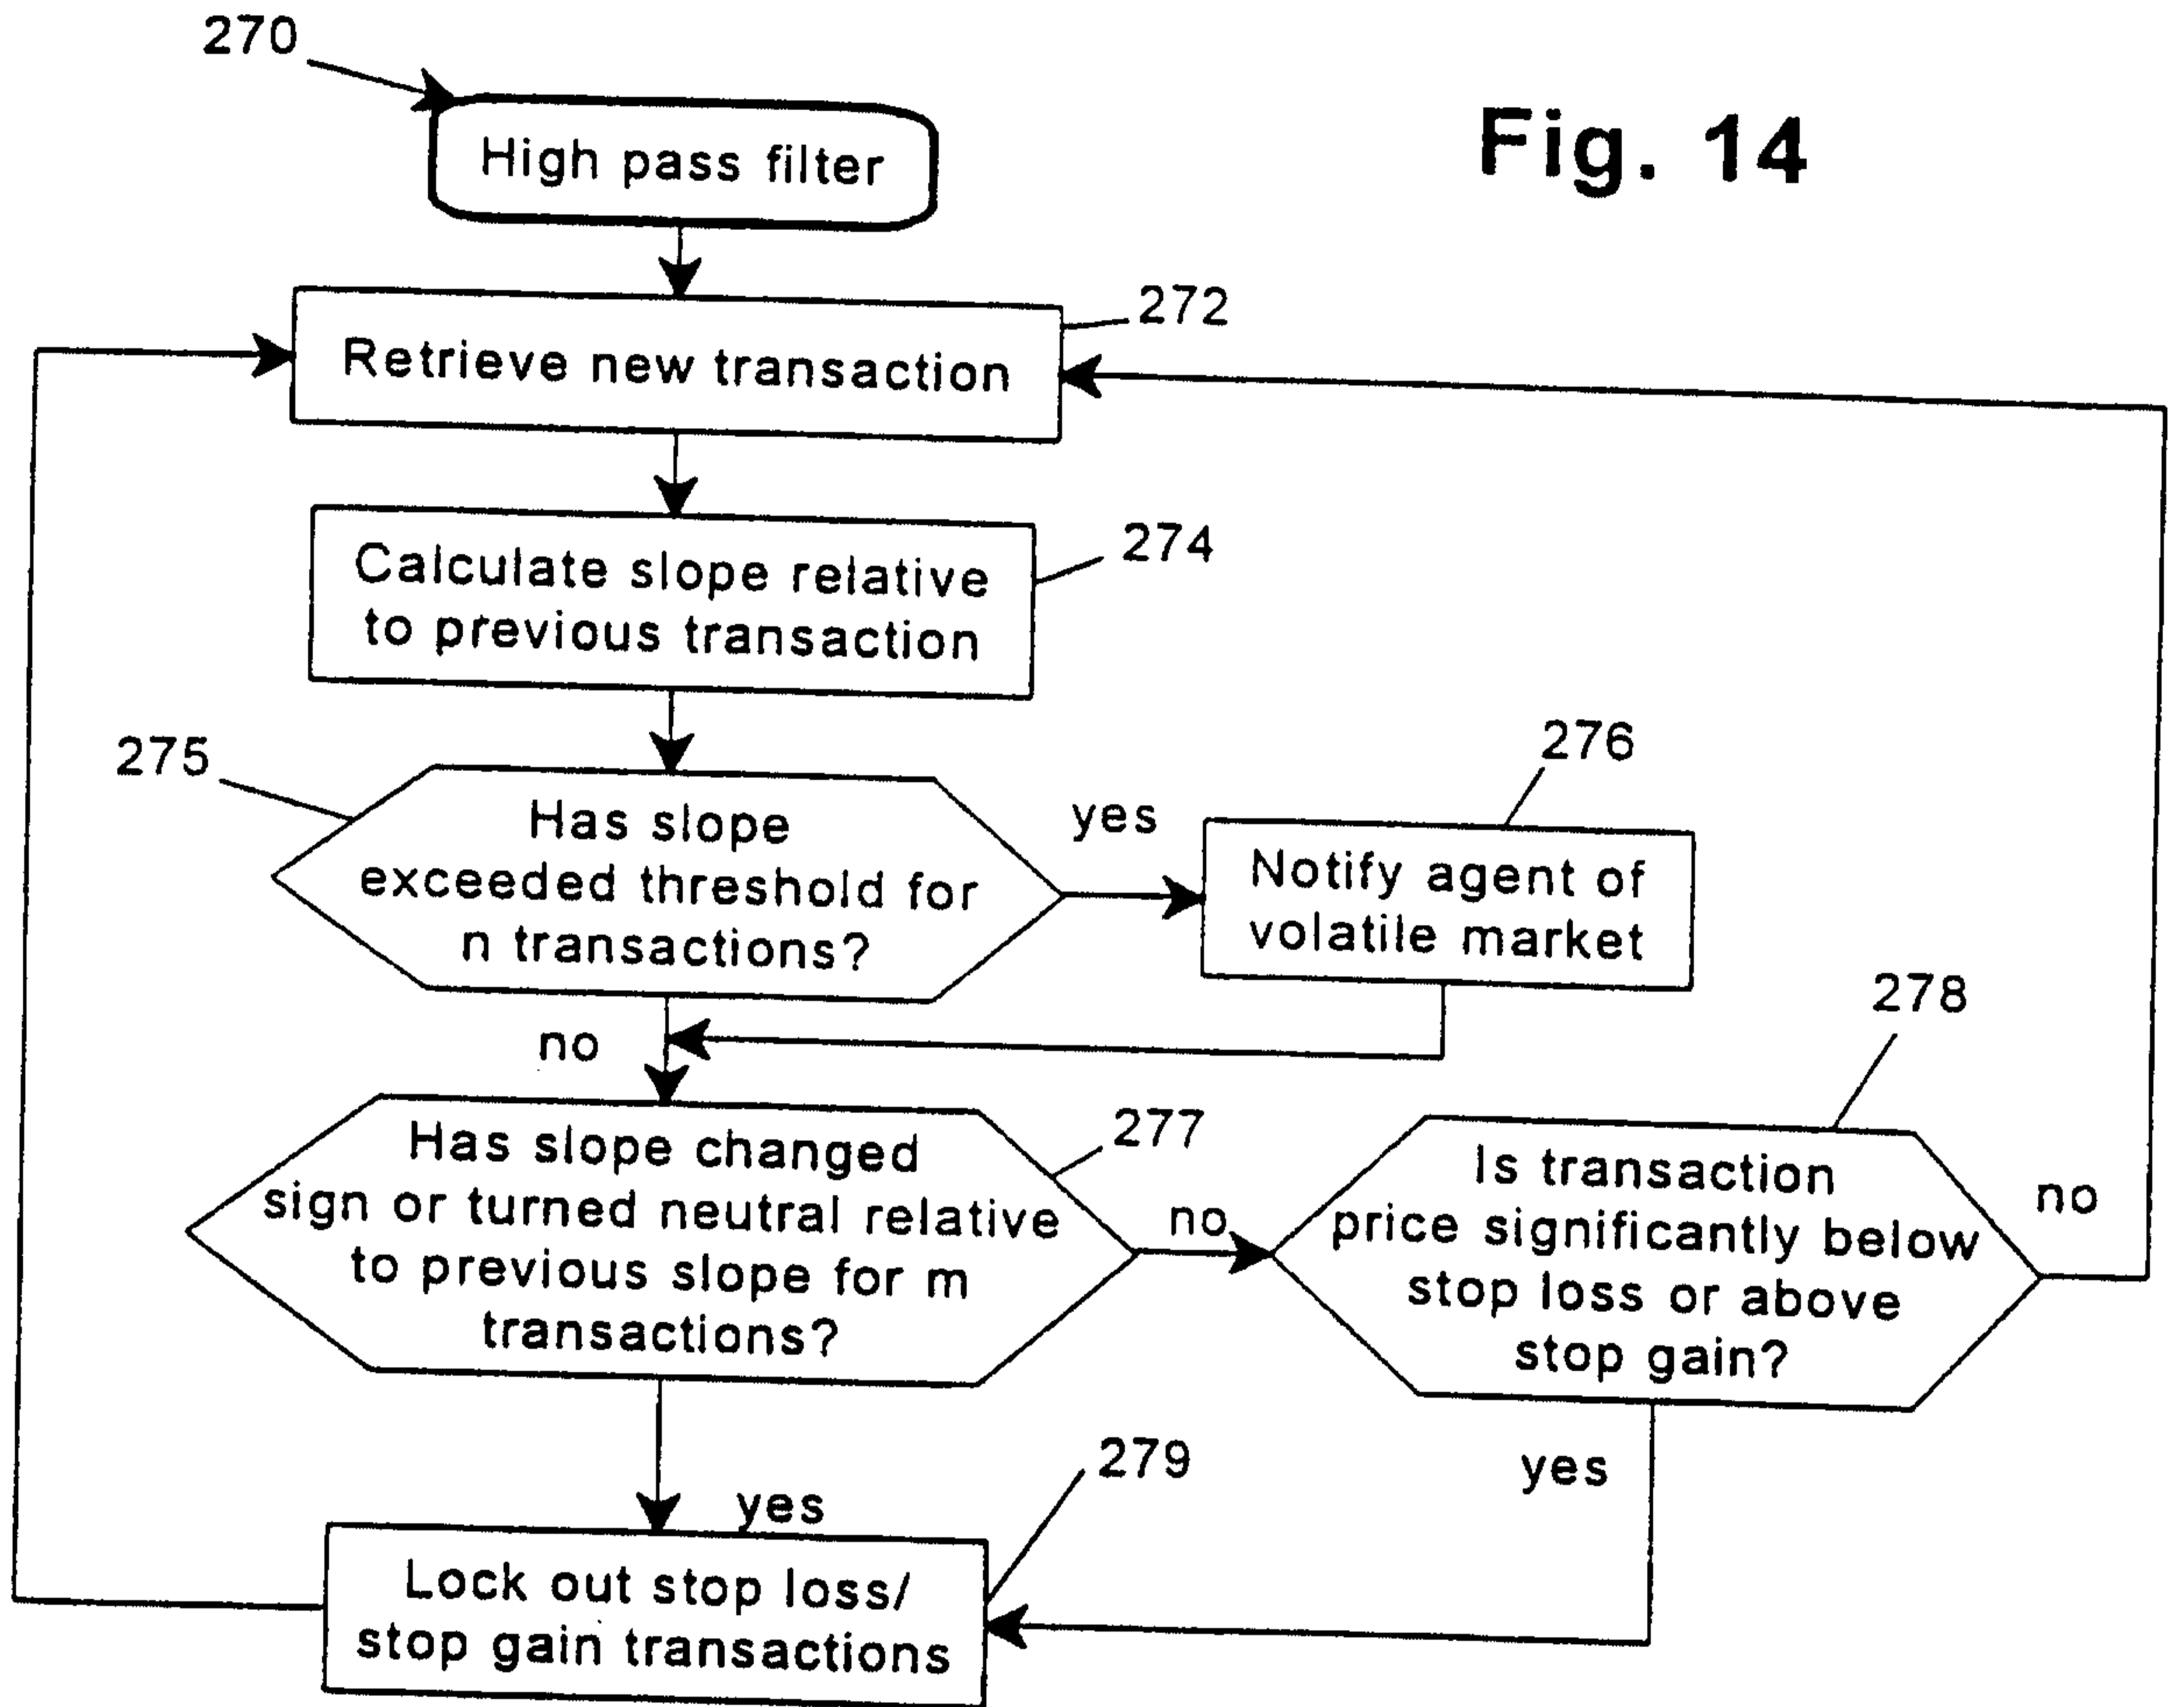 270
Fig. 14
High pass filter
272
Retrieve new transaction
274
Calculate slope relative
to previous transaction
275
276
Has slope
exceeded threshold for
n transactions?
yes
Notify agent of
volatile market
no
278
277
Has slope changed
sign or turned neutral relative
to previous slope for m
transactions?
no
Is transaction
price significantly below
stop loss or above
stop gain?
no
yes
yes
279
Lock out stop loss/
stop gain transactions